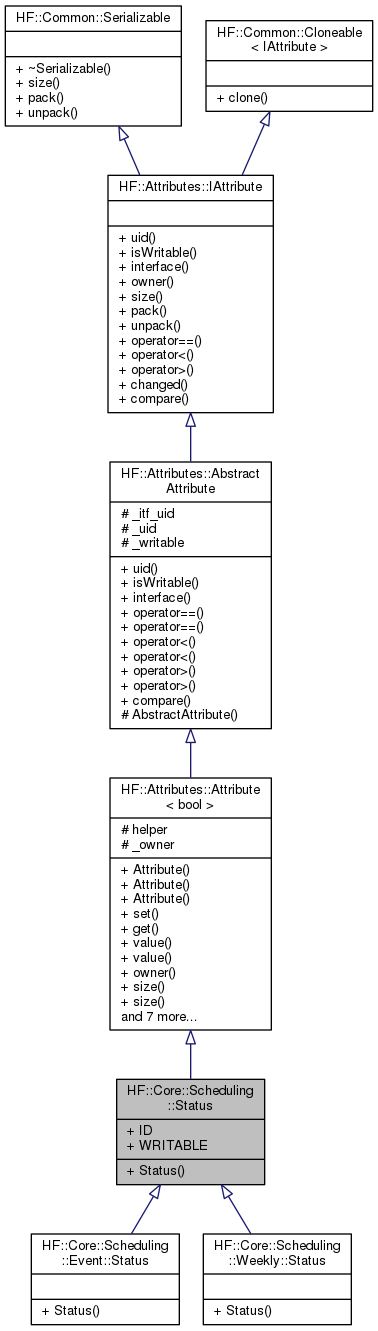 HF::Common::Serializable
+ ~Serializable()
+ size()
+ pack()
+ unpack()
HF::Common::Cloneable
< IAttribute >
+ clone()
HF::Attributes::IAttribute
+ uid()
+ isWritable()
+ interface()
+ owner()
+ size()
+ pack()
+ unpack()
+ operator==()
+ operator<()
+ operator>()
+ changed()
+ compare()
HF::Attributes::Abstract
Attribute
# _itf_uid
# _uid
# _writable
+ uid()
+ isWritable()
+ interface()
+ operator==()
+ operator==()
+ operator<()
+ operator<()
+ operator>()
+ operator>()
+ compare()
# AbstractAttribute()
HF::Attributes::Attribute
< bool >
# helper
# _owner
+ Attribute()
+ Attribute()
+ Attribute()
+ set()
+ get()
+ value()
+ value()
+ owner()
+ size()
+ size()
and 7 more...
HF::Core::Scheduling
::Status
+ ID
+ WRITABLE
+ Status()
HF::Core::Scheduling
::Event::Status
+ Status()
HF::Core::Scheduling
::Weekly::Status
+ Status()